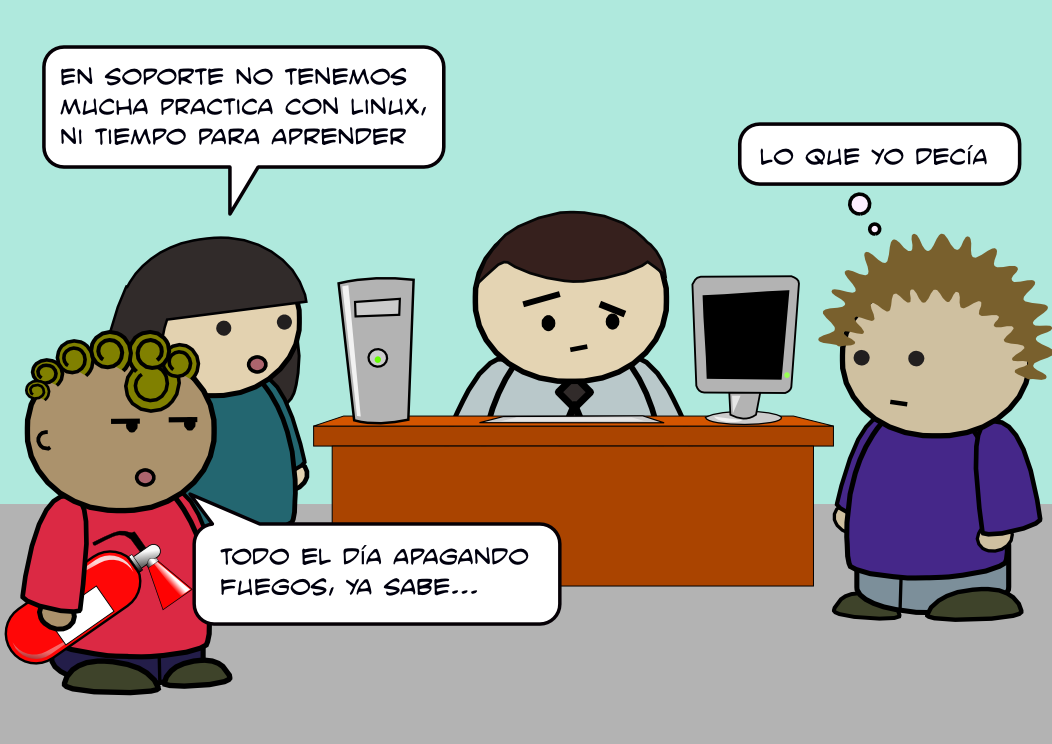 EN SOPORTE NO TENEMOS
MUCHA PRACTICA CON LINUX,
NI TIEMPO PARA APRENDER
LO QUE YO DECÍA
TODO EL DÍA APAGANDO
FUEGOS, YA SABE...